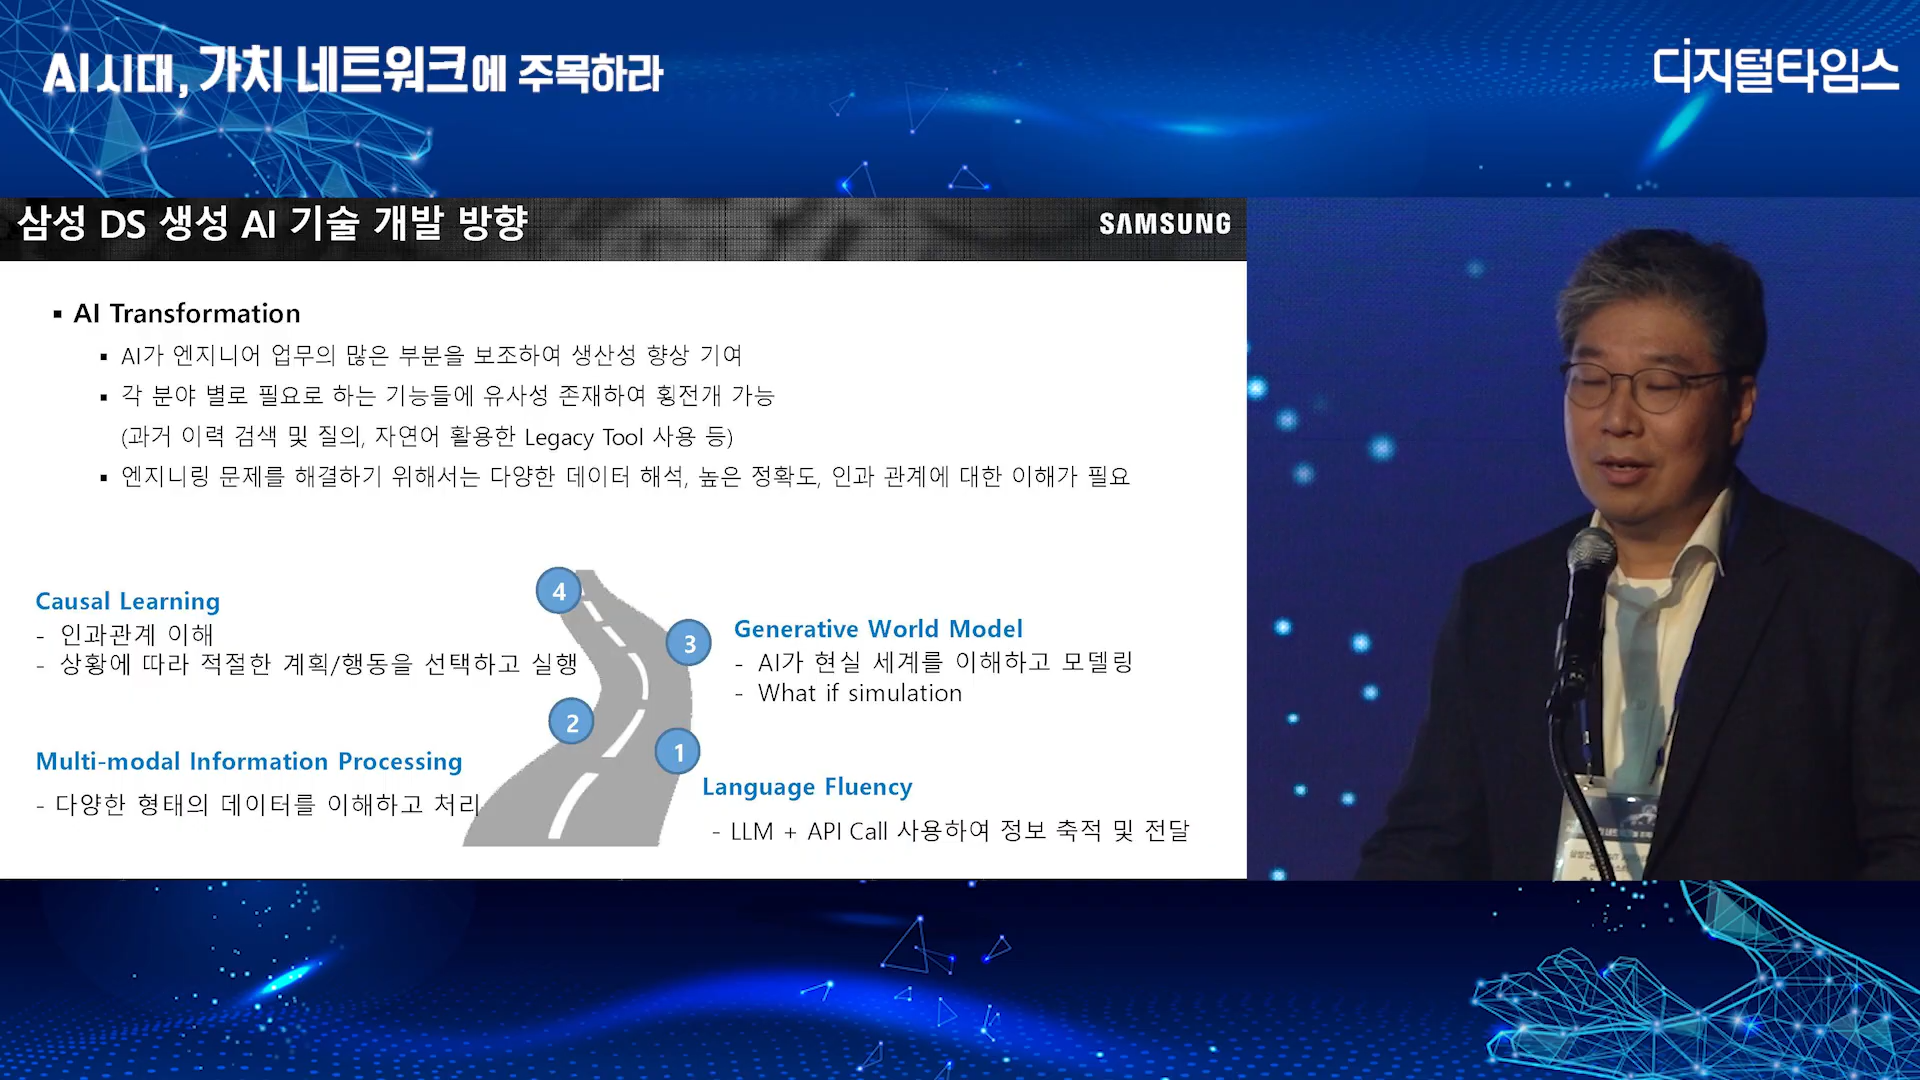 AI 시대, 가치 네트워크에 주목하라
디지털타임스
삼성 DS 생성 AI 기술 개발 방향
SAMSUNG
▪ AI Transformation
▪ AI가 엔지니어 업무의 많은 부분을 보조하여 생산성 향상 기여
▪ 각 분야 별로 필요로 하는 기능들에 유사성 존재하여 횡전개 가능
(과거 이력 검색 및 질의, 자연어 활용한 Legacy Tool 사용 등)
▪ 엔지니링 문제를 해결하기 위해서는 다양한 데이터 해석, 높은 정확도, 인과 관계에 대한 이해가 필요
4
Causal Learning
- 인과관계 이해
- 상황에 따라 적절한 계획/행동을 선택하고 실행
3
Generative World Model
- AI가 현실 세계를 이해하고 모델링
- What if simulation
2
Multi-modal Information Processing
- 다양한 형태의 데이터를 이해하고 처리
1
Language Fluency
- LLM + API Call 사용하여 정보 축적 및 전달